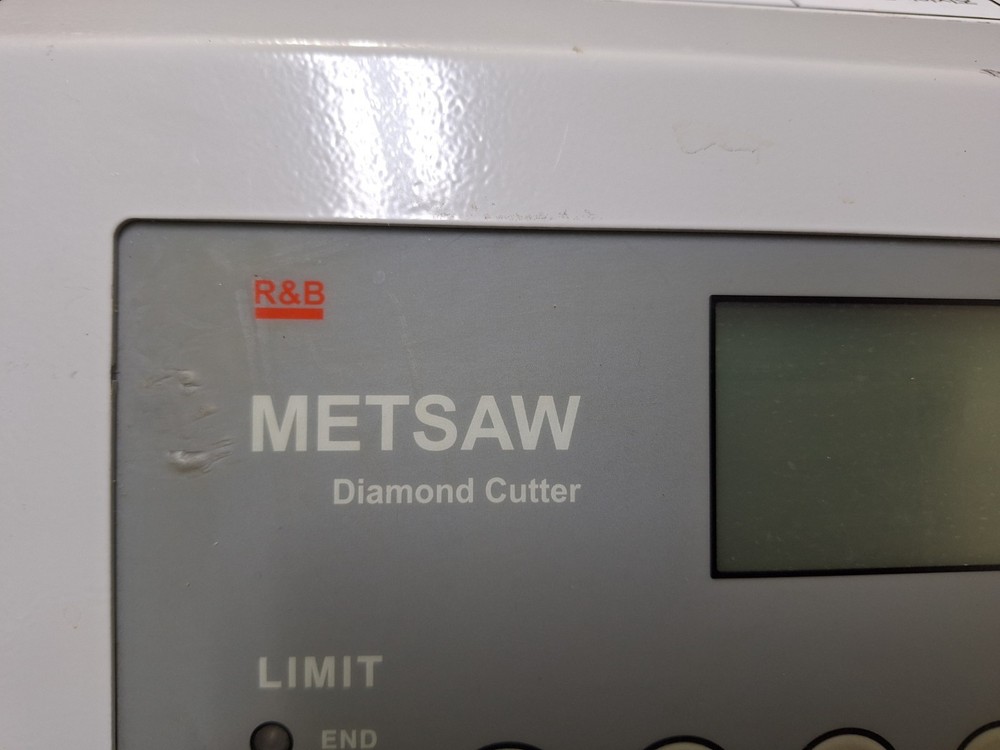 R&B
METSAW
Diamond Cutter
LIMIT
END